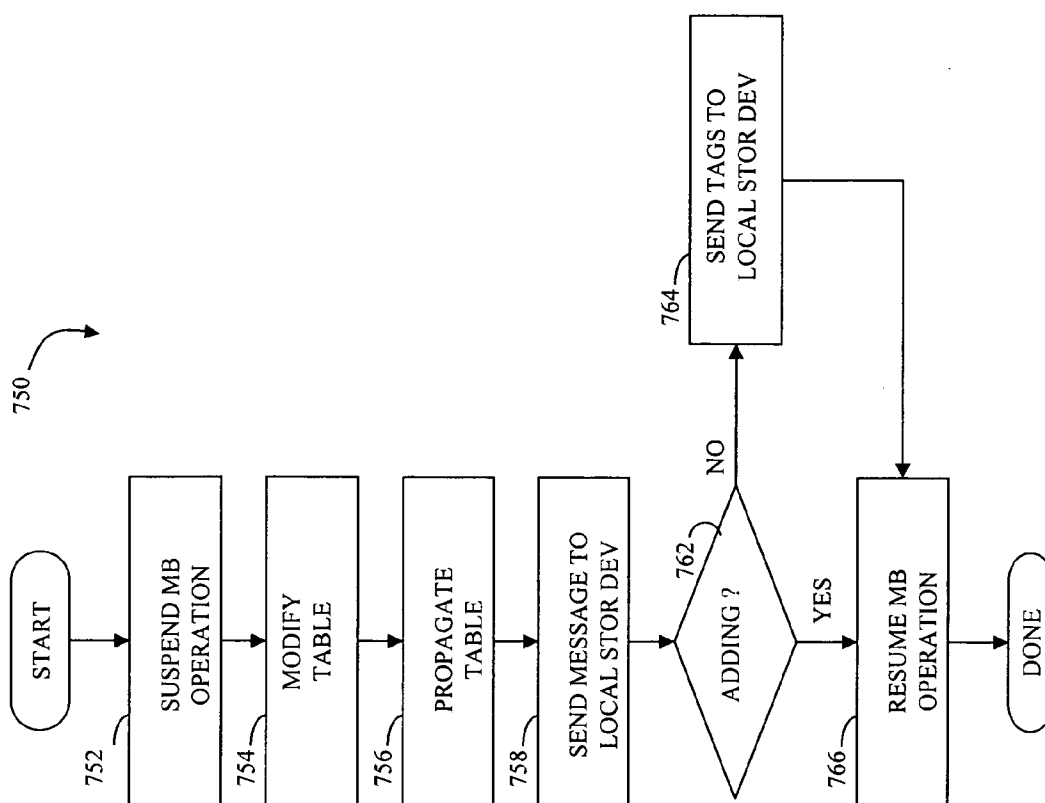 750
START
752
SUSPEND MB
OPERATION
754
MODIFY
TABLE
756
PROPAGATE
TABLE
758
SEND MESSAGE TO
LOCAL STOR DEV
762
ADDING ?
NO
YES
764
SEND TAGS TO
LOCAL STOR DEV
766
RESUME MB
OPERATION
DONE